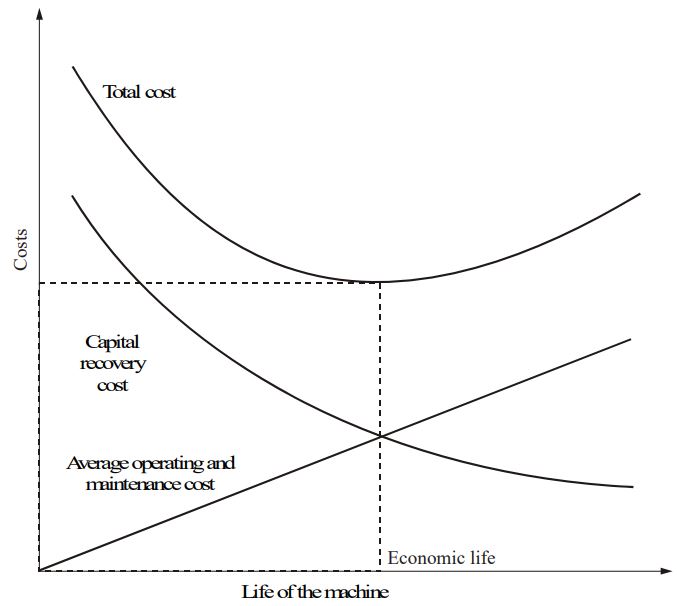 Total cost
Costs
Capital
recovery
cost
Average operating and
maintenance cost
Economic life
Life of the machine